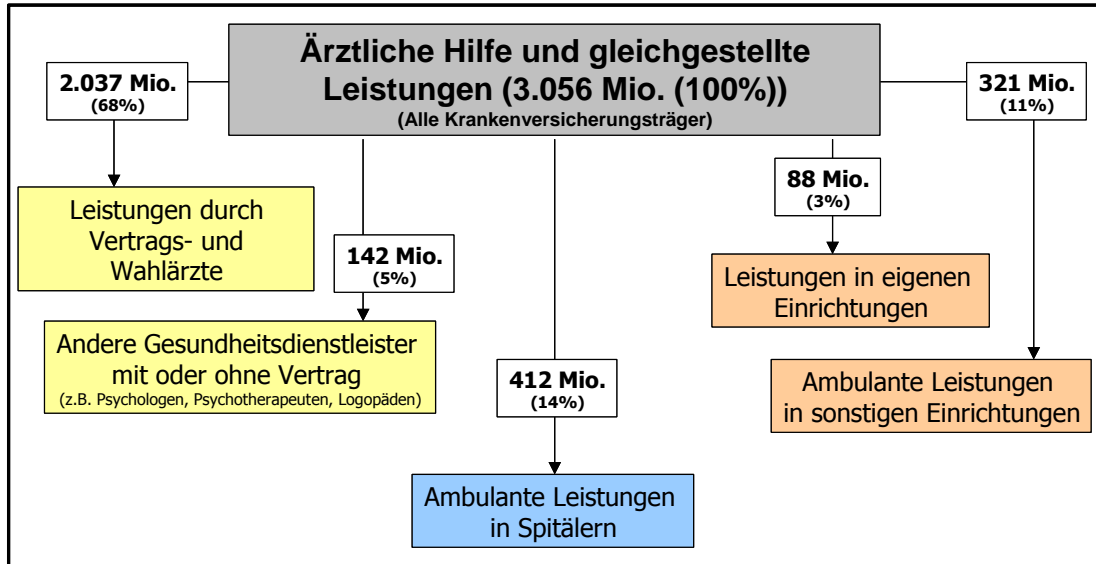 Ärztliche Hilfe und gleichgestellte
Leistungen (3.056 Mio. (100%))
(Alle Krankenversicherungsträger)
2.037 Mio.
(68%)
Leistungen durch
Vertrags- und
Wahlärzte
142 Mio.
(5%)
Andere Gesundheitsdienstleister
mit oder ohne Vertrag
(z.B. Psychologen, Psychotherapeuten, Logopäden)
412 Mio.
(14%)
Ambulante Leistungen
in Spitälern
88 Mio.
(3%)
Leistungen in eigenen
Einrichtungen
321 Mio.
(11%)
Ambulante Leistungen
in sonstigen Einrichtungen